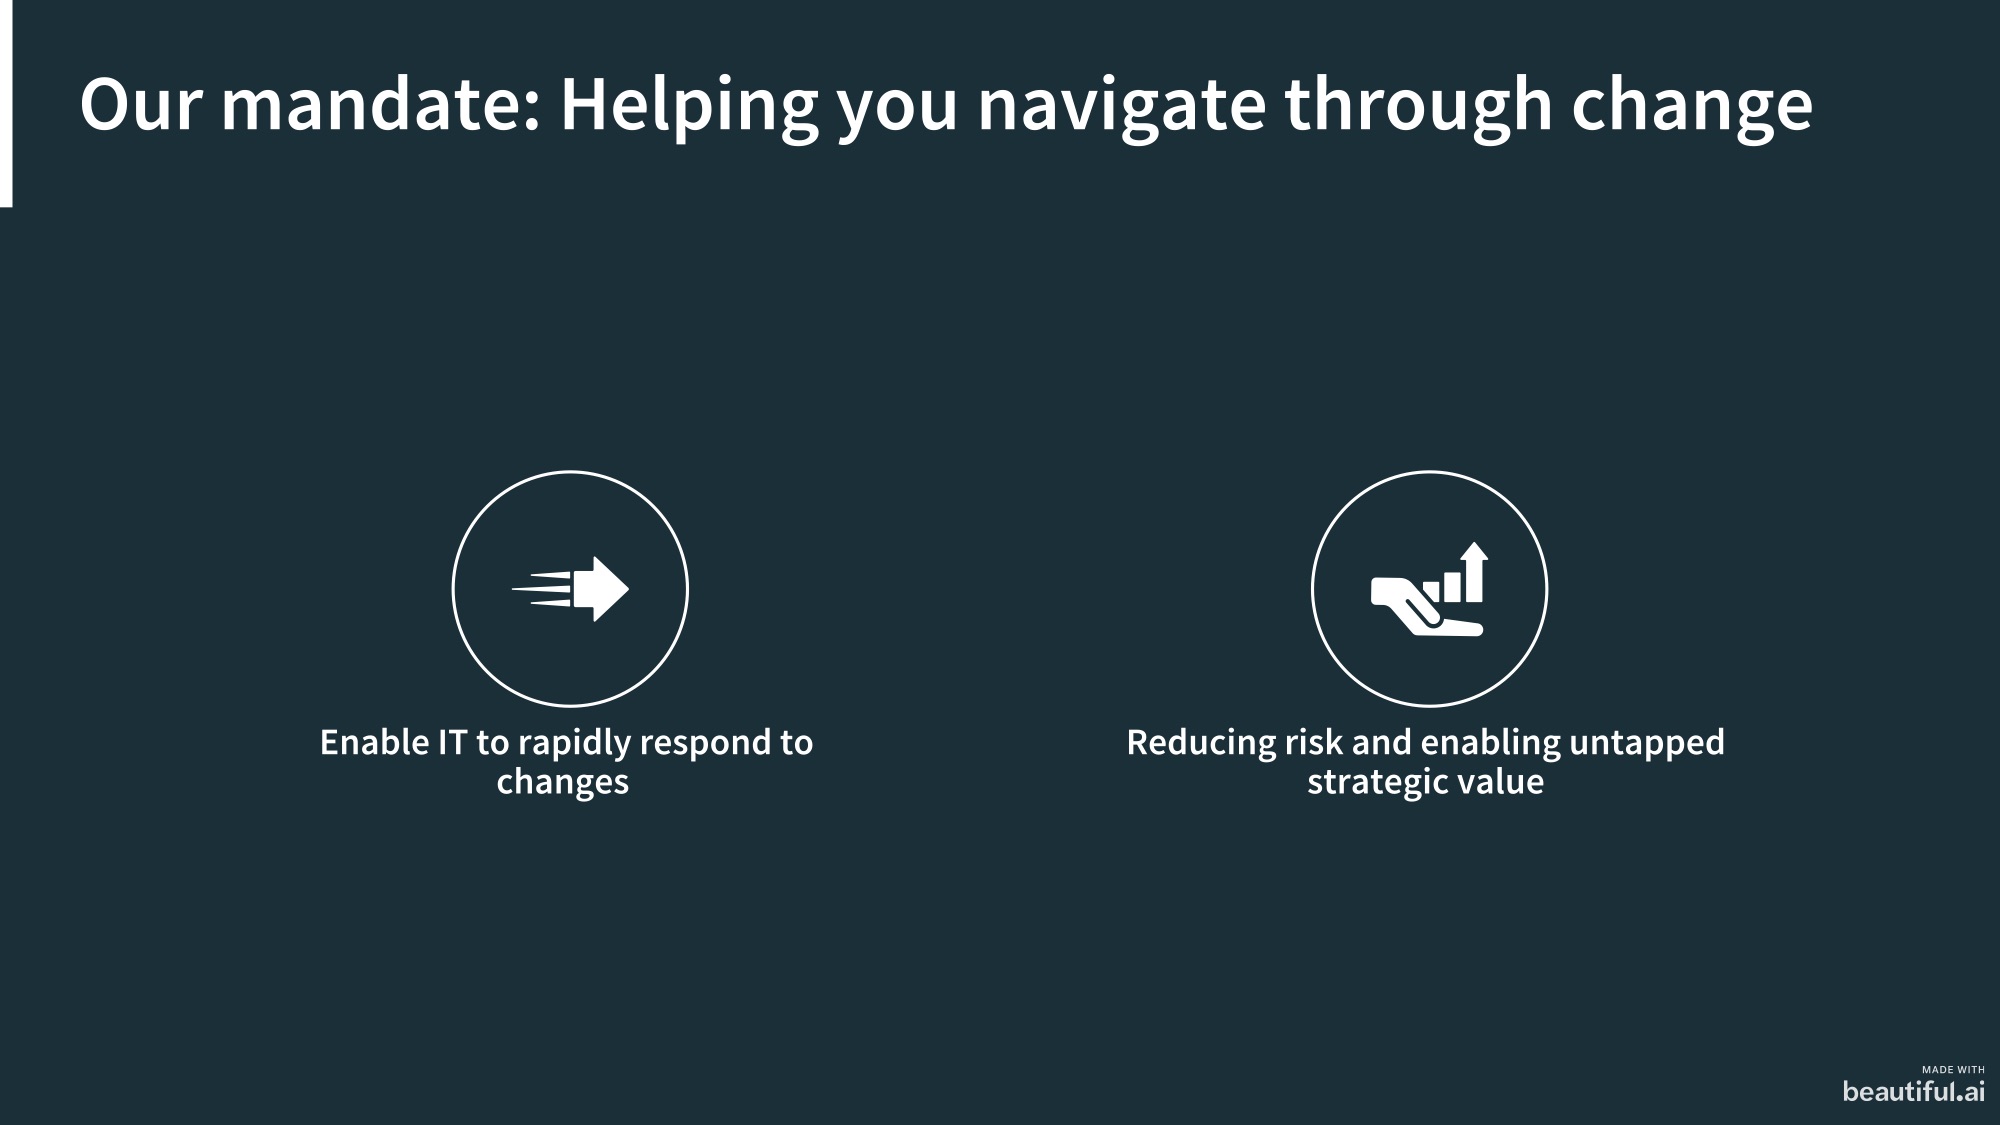 Our mandate: Helping you navigate through change
Enable IT to rapidly respond to
changes
Reducing risk and enabling untapped
strategic value
MADE WITH
beautiful.ai